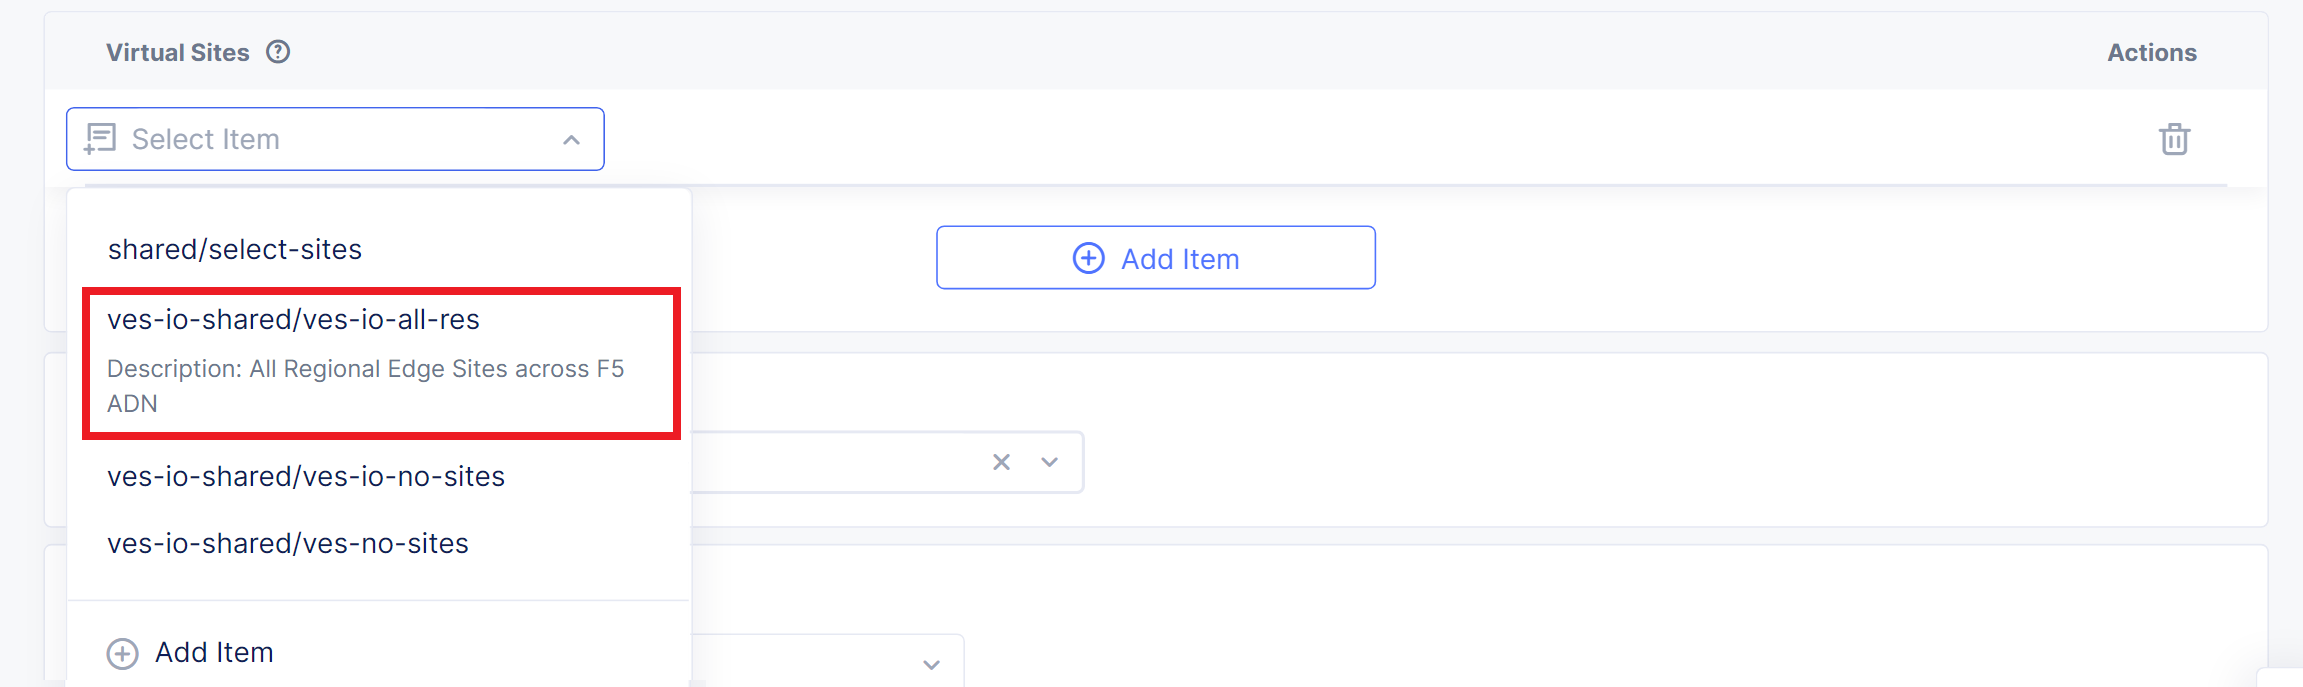 Virtual Sites
Actions
Select Item
shared/select-sites
Add Item
ves-io-shared/ves-io-all-res
Description: All Regional Edge Sites across F5
ADN
ves-io-shared/ves-io-no-sites
ves-io-shared/ves-no-sites
Add Item